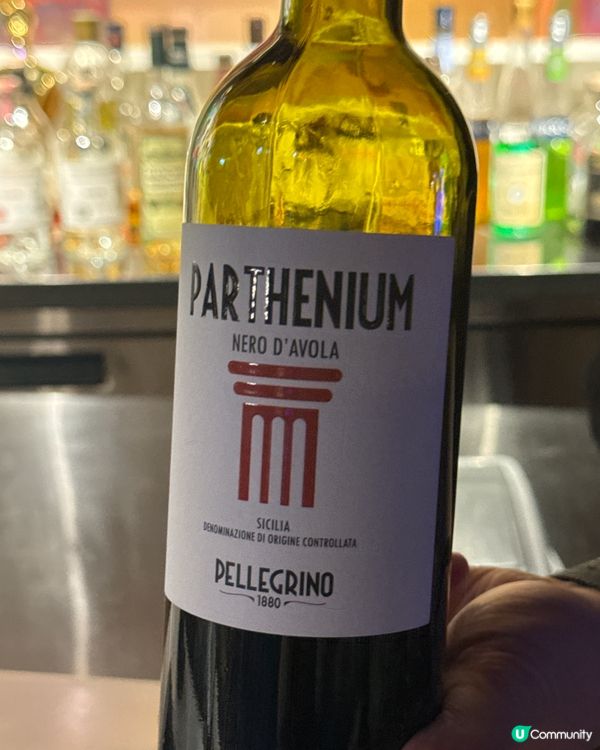 PARTHENIUM
NERO D'AVOLA
SICILIA
DENOMINAZIONE DI ORIGINE CONTROLLATA
PELLEGRINO
1880
U Community